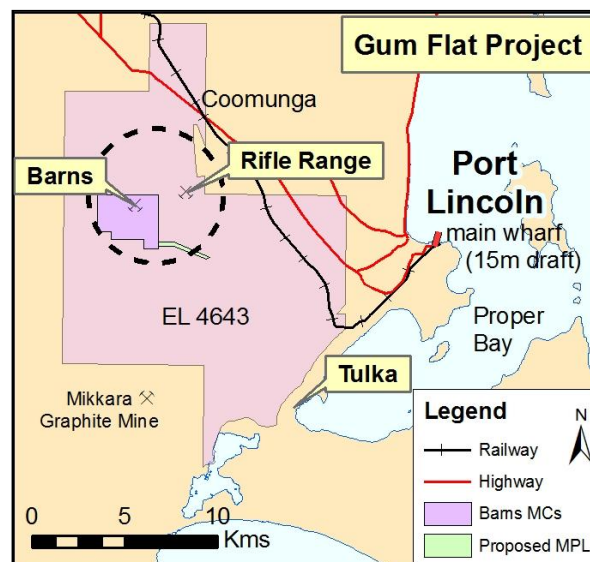 Gum Flat Project
Coomunga
Barns
Rifle Range
Port
Lincoln
main wharf
(15m draft)
EL 4643
Proper
Bay
Tulka
Mikkara
Graphite Mine
Legend
N
Railway
Highway
Barns MCs
Proposed MPL
0 5 10
Kms